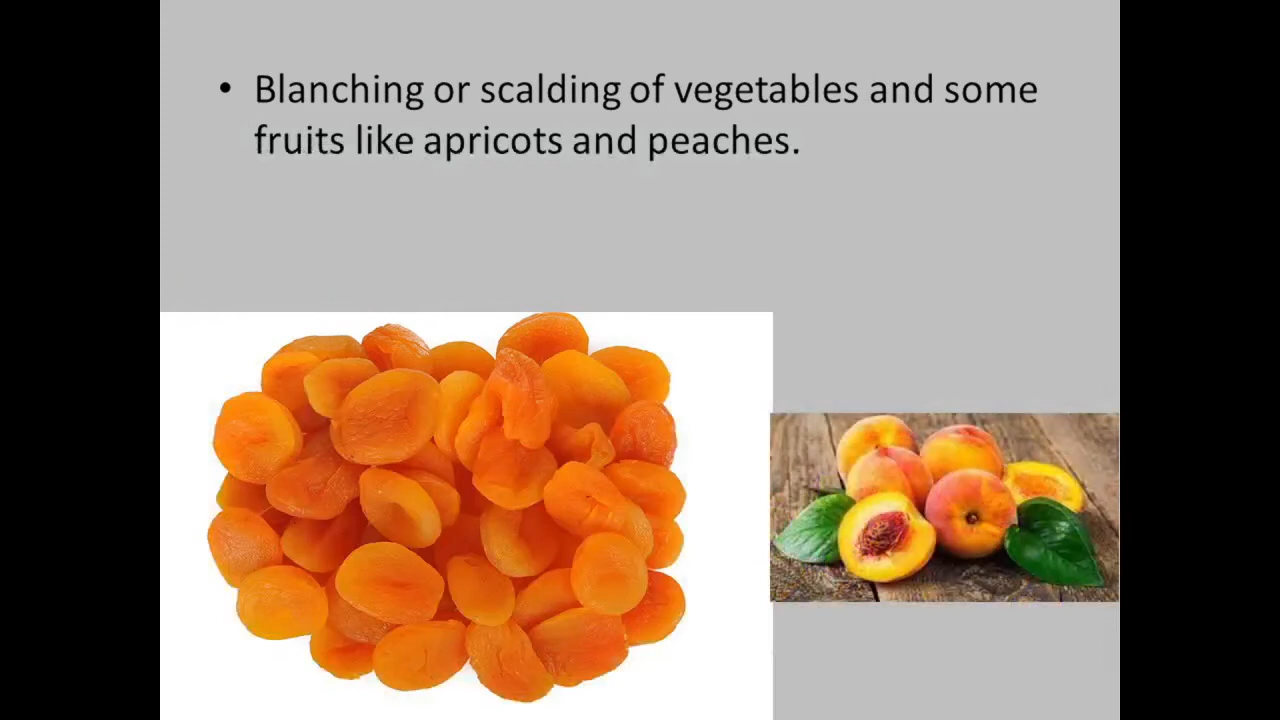 • Blanching or scalding of vegetables and some
fruits like apricots and peaches.